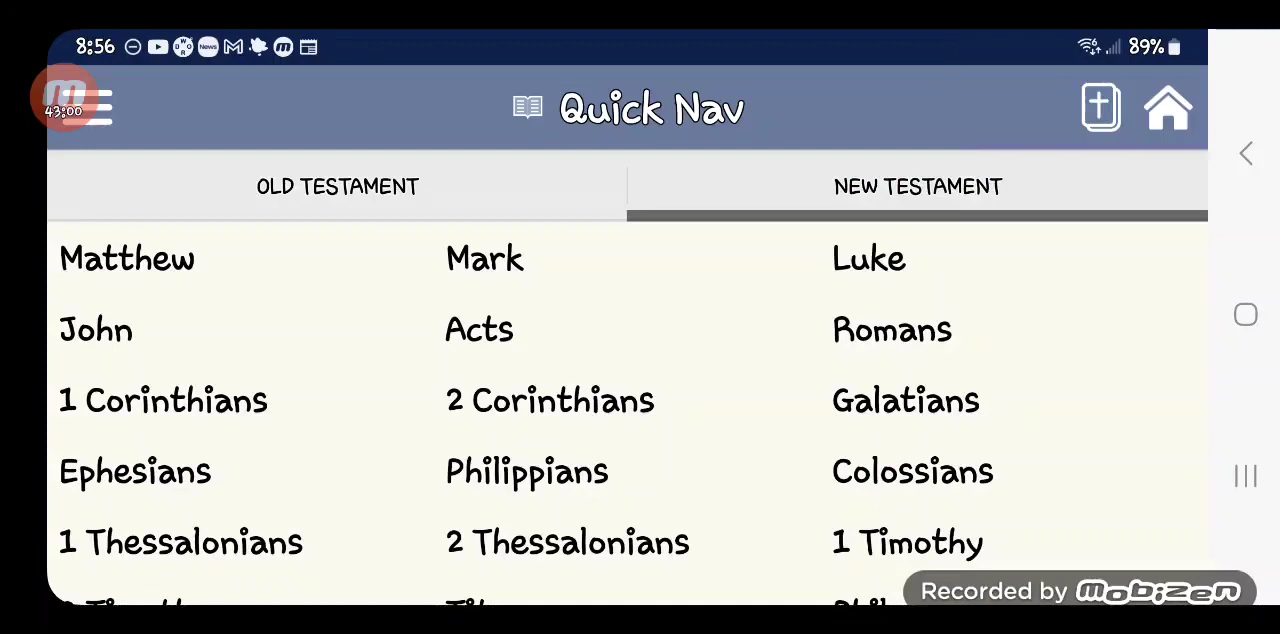 8:56 News 89%
43:00
Quick Nav
OLD TESTAMENT NEW TESTAMENT
Matthew Mark Luke
John Acts Romans
1 Corinthians 2 Corinthians Galatians
Ephesians Philippians Colossians
1 Thessalonians 2 Thessalonians 1 Timothy
Recorded by mobizen